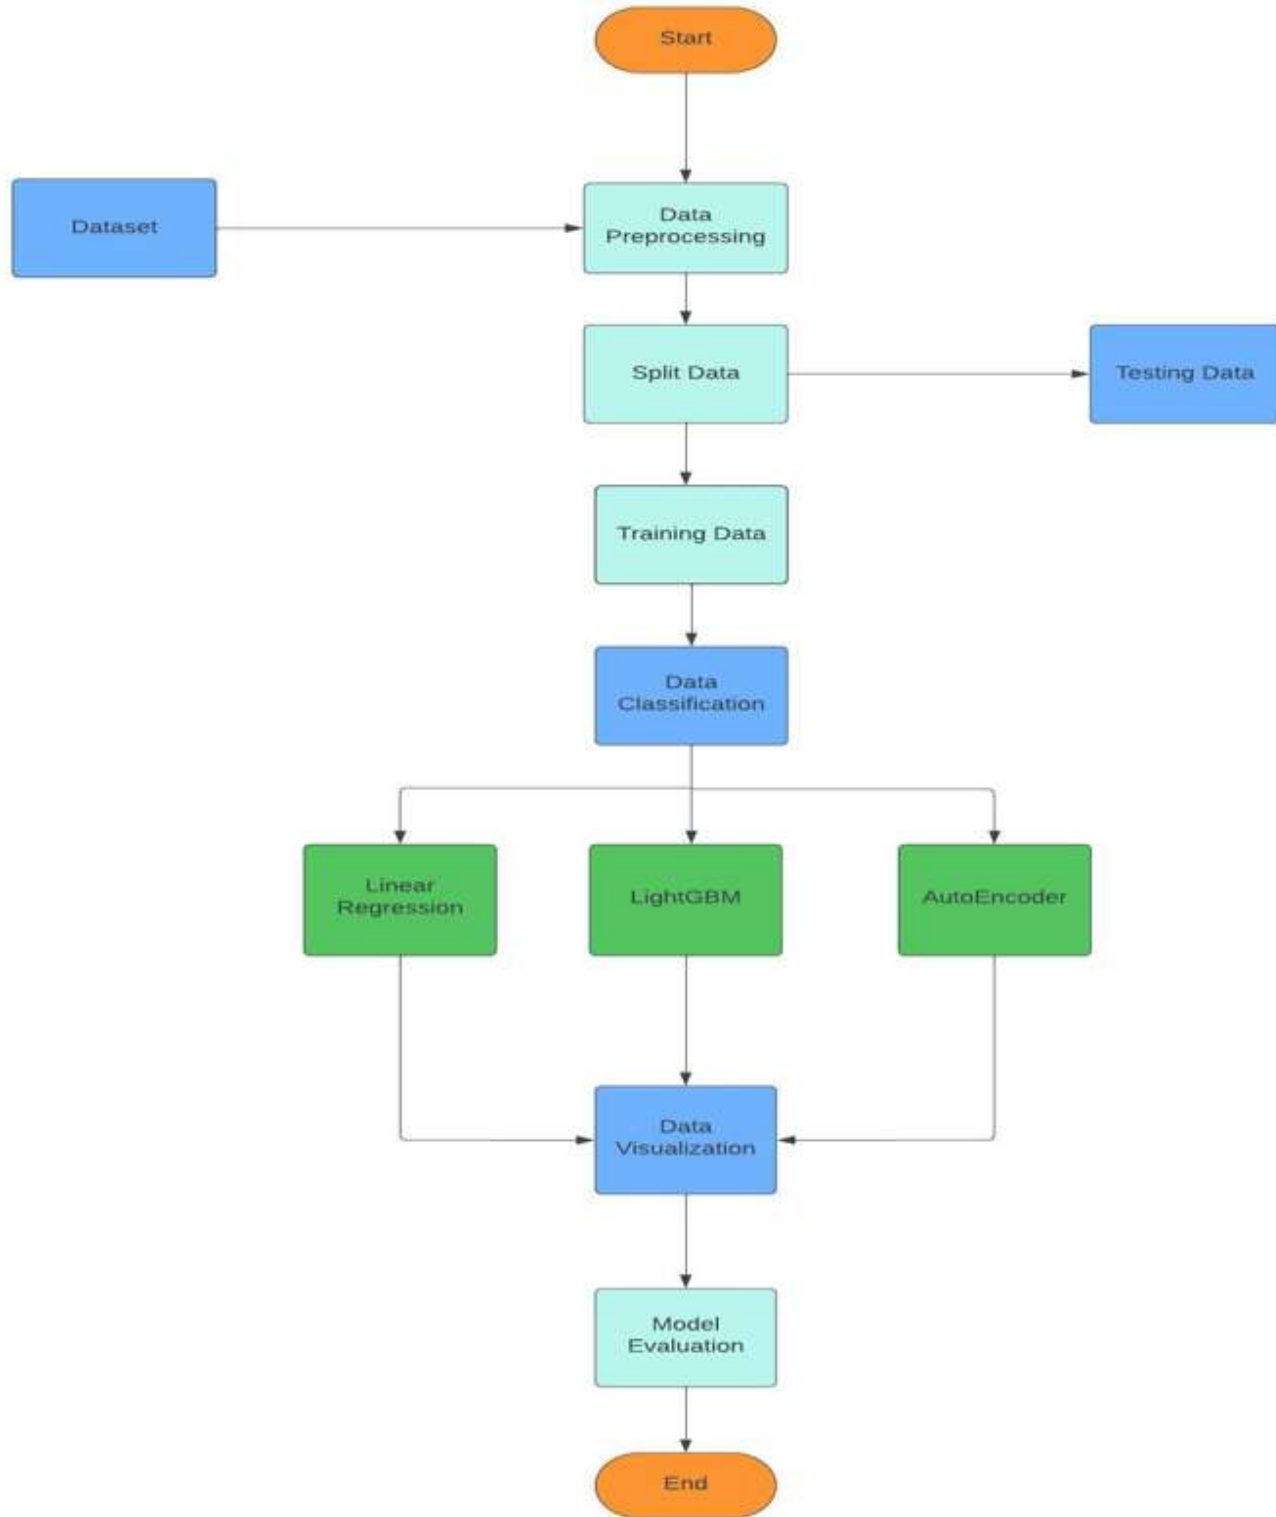 Start
Dataset
Data
Preprocessing
Split Data
Testing Data
Training Data
Data
Classification
Linear
Regression
LightGBM
AutoEncoder
Data
Visualization
Model
Evaluation
End